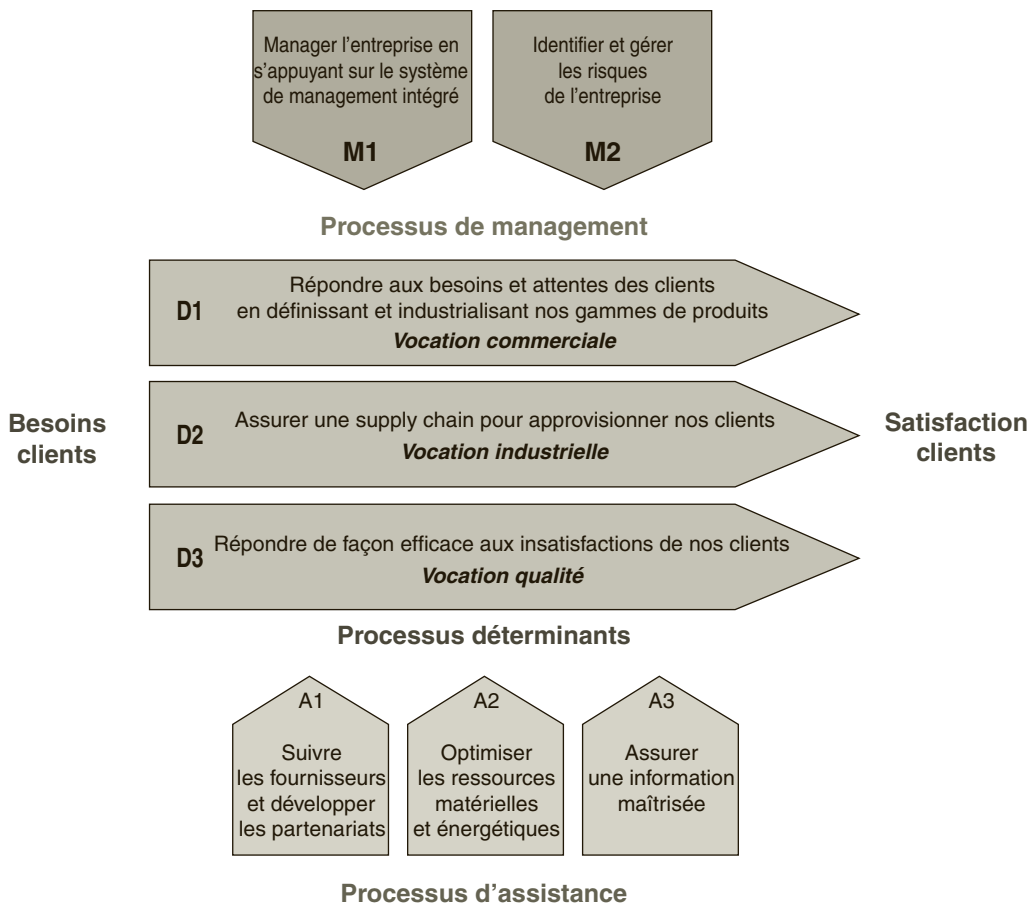 Manager l'entreprise en
s'appuyant sur le système
de management intégré
M1
Identifier et gérer
les risques
de l'entreprise
M2
Processus de management
D1
Répondre aux besoins et attentes des clients
en définissant et industrialisant nos gammes de produits
Vocation commerciale
Besoins
clients
D2
Assurer une supply chain pour approvisionner nos clients
Vocation industrielle
Satisfaction
clients
D3
Répondre de façon efficace aux insatisfactions de nos clients
Vocation qualité
Processus déterminants
A1
Suivre
les fournisseurs
et développer
les partenariats
A2
Optimiser
les ressources
matérielles
et énergétiques
A3
Assurer
une information
maîtrisée
Processus d'assistance